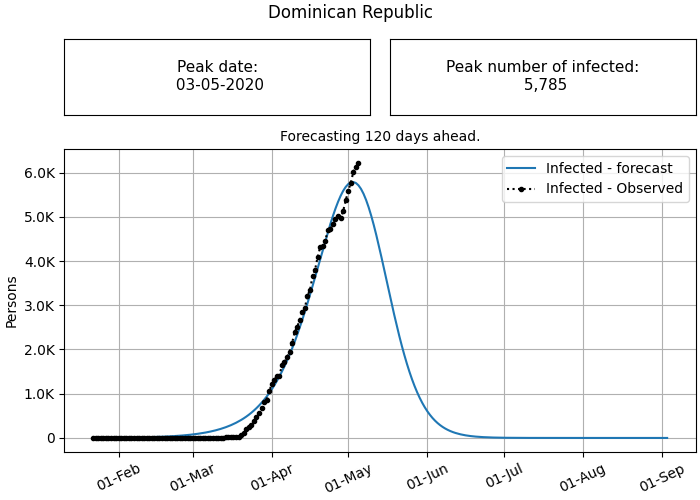 Dominican Republic
Peak date:
03-05-2020
Peak number of infected:
5,785
Forecasting 120 days ahead.
Infected - forecast
Infected - Observed
Persons
6.0K
5.0K
4.0K
3.0K
2.0K
1.0K
0
01-Feb
01-Mar
01-Apr
01-May
01-Jun
01-Jul
01-Aug
01-Sep